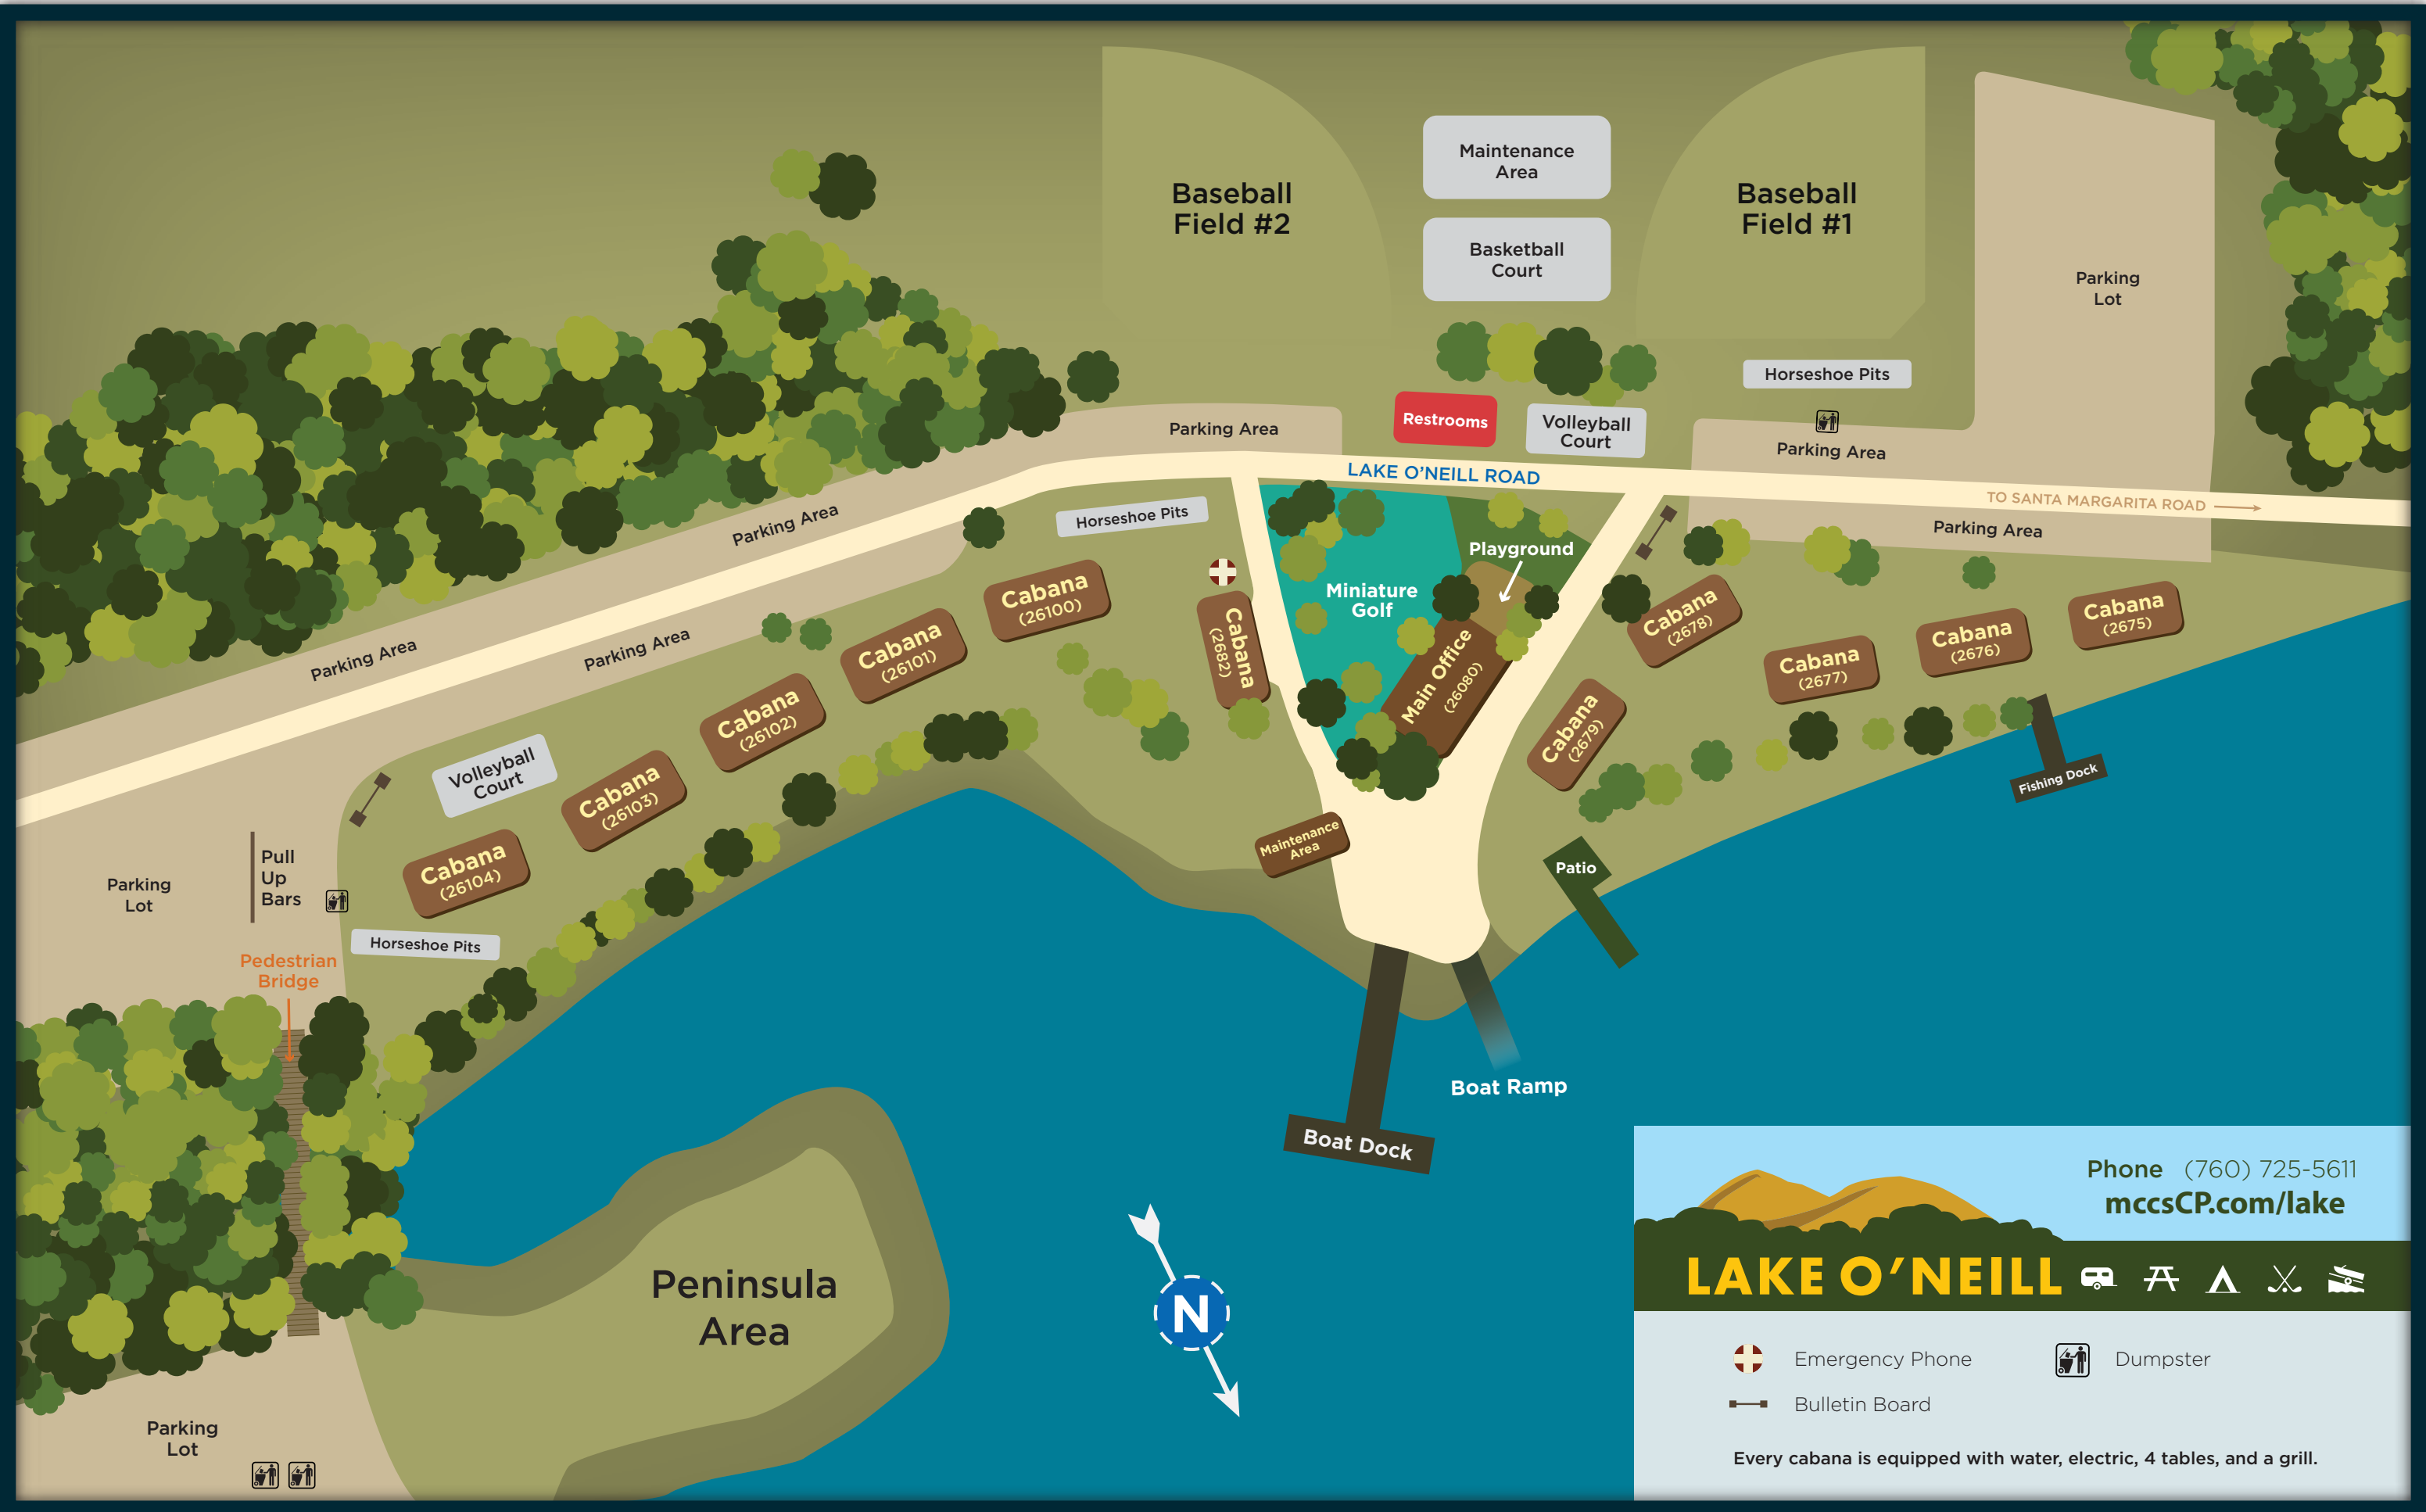 Baseball
Field #2
Maintenance
Area
Basketball
Court
Baseball
Field #1
Parking
Lot
Horseshoe Pits
Parking Area
Restrooms
Volleyball
Court
Parking Area
LAKE O'NEILL ROAD
TO SANTA MARGARITA ROAD
Parking Area
Parking Area
Horseshoe Pits
Playground
Miniature
Golf
Main Office
(26080)
Cabana
(26100)
Cabana
(2682)
Cabana
(2678)
Cabana
(2675)
Cabana
(2676)
Cabana
(2677)
Cabana
(2679)
Parking Area
Parking Area
Cabana
(26101)
Cabana
(26102)
Volleyball
Court
Cabana
(26103)
Cabana
(26104)
Fishing Dock
Maintenance
Area
Patio
Parking
Lot
Pull
Up
Bars
Horseshoe Pits
Pedestrian
Bridge
Boat Ramp
Boat Dock
Peninsula
Area
N
Parking
Lot
Phone (760) 725-5611
mccsCP.com/lake
LAKE O'NEILL
Emergency Phone
Dumpster
Bulletin Board
Every cabana is equipped with water, electric, 4 tables, and a grill.